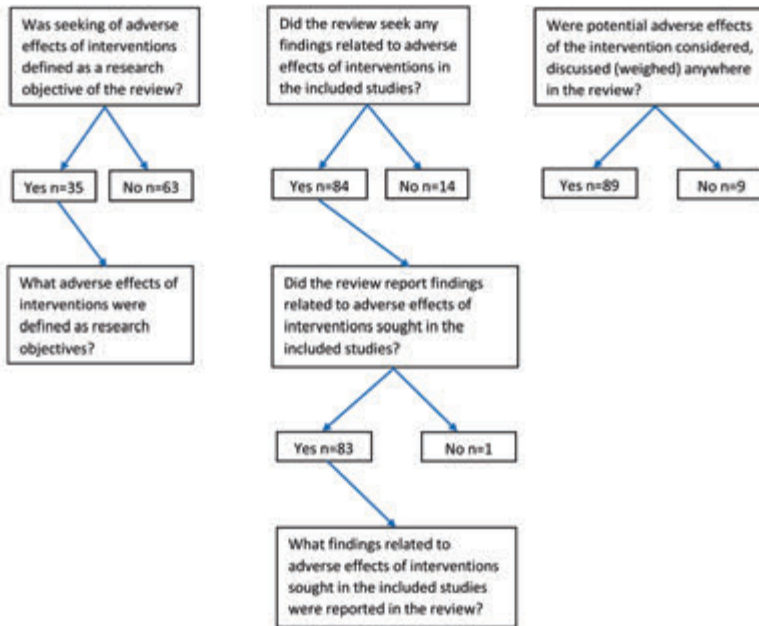 Was seeking of adverse
effects of interventions
defined as a research
objective of the review?
Yes n=35
No n=63
What adverse effects of
interventions were
defined as research
objectives?
Did the review seek any
findings related to adverse
effects of interventions in
the included studies?
Yes n=84
No n=14
Did the review report findings
related to adverse effects of
interventions sought in the
included studies?
Yes n=83
No n=1
What findings related to
adverse effects of interventions
sought in the included studies
were reported in the review?
Were potential adverse effects
of the intervention considered,
discussed (weighed) anywhere
in the review?
Yes n=89
No n=9